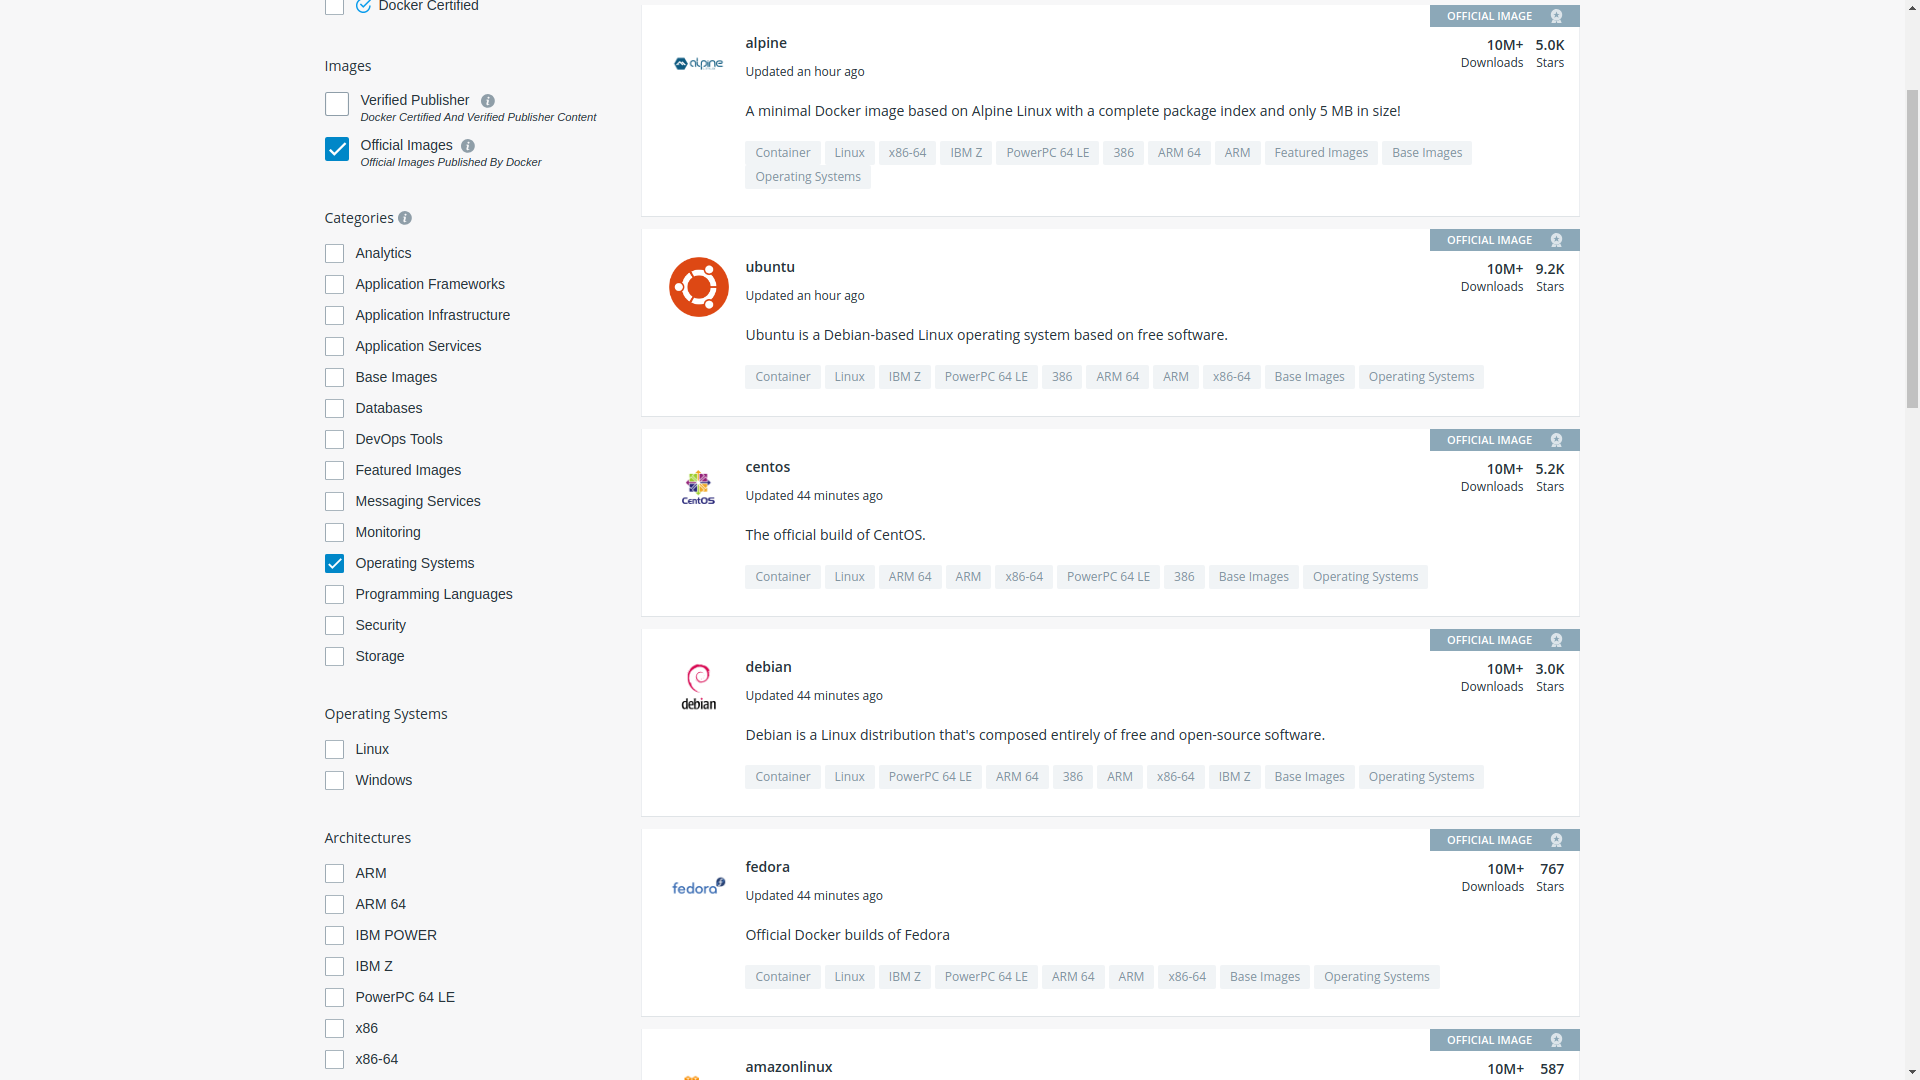 Docker Certified
Images
Verified Publisher
Docker Certified And Verified Publisher Content
Official Images
Official Images Published By Docker
Categories
Analytics
Application Frameworks
Application Infrastructure
Application Services
Base Images
Databases
DevOps Tools
Featured Images
Messaging Services
Monitoring
Operating Systems
Programming Languages
Security
Storage
Operating Systems
Linux
Windows
Architectures
ARM
ARM 64
IBM POWER
IBM Z
PowerPC 64 LE
x86
x86-64
OFFICIAL IMAGE
alpine
alpine
10M+ 5.0K
Downloads Stars
Updated an hour ago
A minimal Docker image based on Alpine Linux with a complete package index and only 5 MB in size!
Container Linux x86-64 IBM Z PowerPC 64 LE 386 ARM 64 ARM Featured Images Base Images
Operating Systems
OFFICIAL IMAGE
ubuntu
10M+ 9.2K
Downloads Stars
Updated an hour ago
Ubuntu is a Debian-based Linux operating system based on free software.
Container Linux IBM Z PowerPC 64 LE 386 ARM 64 ARM x86-64 Base Images Operating Systems
OFFICIAL IMAGE
centos
10M+ 5.2K
Downloads Stars
CentOS
Updated 44 minutes ago
The official build of CentOS.
Container Linux ARM 64 ARM x86-64 PowerPC 64 LE 386 Base Images Operating Systems
OFFICIAL IMAGE
debian
10M+ 3.0K
Downloads Stars
debian
Updated 44 minutes ago
Debian is a Linux distribution that's composed entirely of free and open-source software.
Container Linux PowerPC 64 LE ARM 64 386 ARM x86-64 IBM Z Base Images Operating Systems
OFFICIAL IMAGE
fedora
10M+ 767
Downloads Stars
fedora
Updated 44 minutes ago
Official Docker builds of Fedora
Container Linux IBM Z PowerPC 64 LE ARM 64 ARM x86-64 Base Images Operating Systems
OFFICIAL IMAGE
amazonlinux
10M+ 587